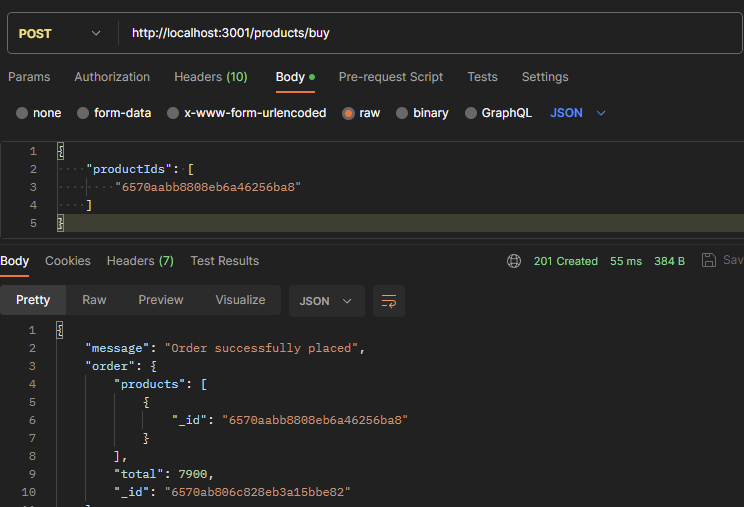 POST http://localhost:3001/products/buy
Params Authorization Headers (10) Body Pre-request Script Tests Settings
none form-data x-www-form-urlencoded raw binary GraphQL JSON
1 {
2 "productIds": [
3 "6570aabb8808eb6a46256ba8"
4 ]
5 }
Body Cookies Headers (7) Test Results 201 Created 55 ms 384 B Sav
Pretty Raw Preview Visualize JSON
1 {
2 "message": "Order successfully placed",
3 "order": {
4 "products": [
5 {
6 "_id": "6570aabb8808eb6a46256ba8"
7 }
8 ],
9 "total": 7900,
10 "_id": "6570ab806c828eb3a15bbe82"